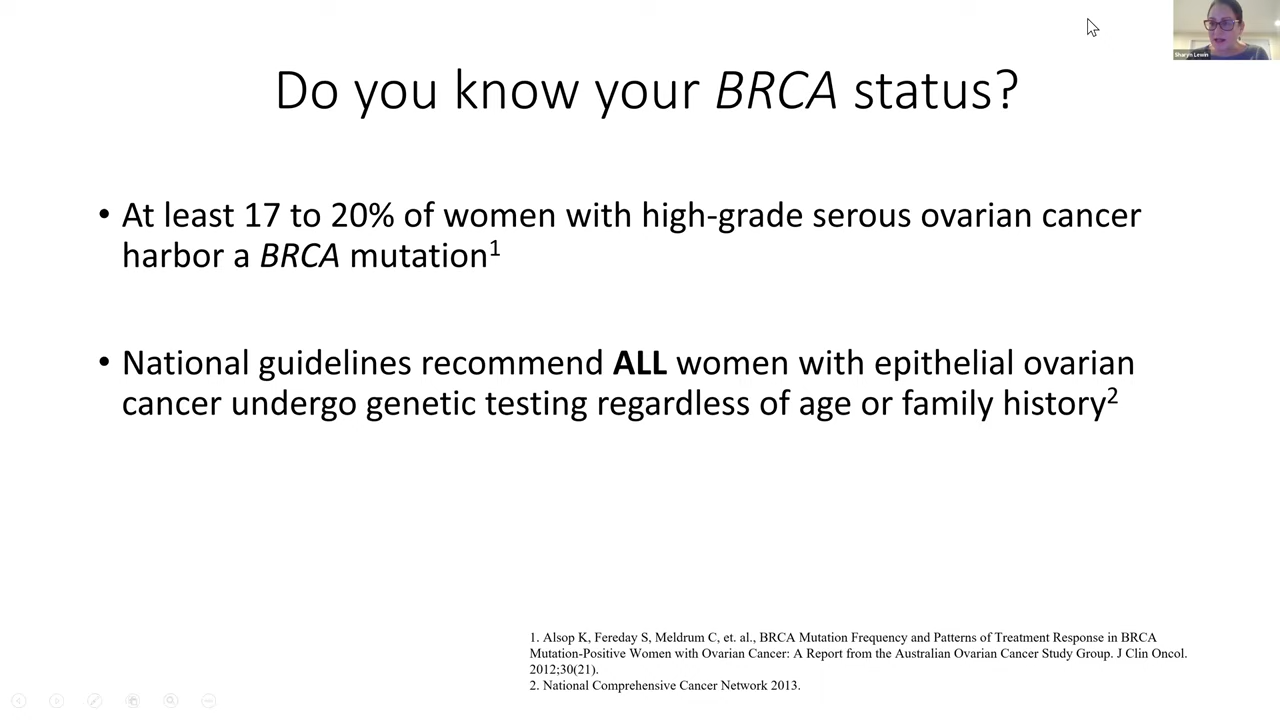 Sharyn Lewin
Do you know your BRCA status?
• At least 17 to 20% of women with high-grade serous ovarian cancer
harbor a BRCA mutation1
• National guidelines recommend ALL women with epithelial ovarian
cancer undergo genetic testing regardless of age or family history2
1. Alsop K, Fereday S, Meldrum C, et. al., BRCA Mutation Frequency and Patterns of Treatment Response in BRCA
Mutation-Positive Women with Ovarian Cancer: A Report from the Australian Ovarian Cancer Study Group. J Clin Oncol.
2012;30(21).
2. National Comprehensive Cancer Network 2013.